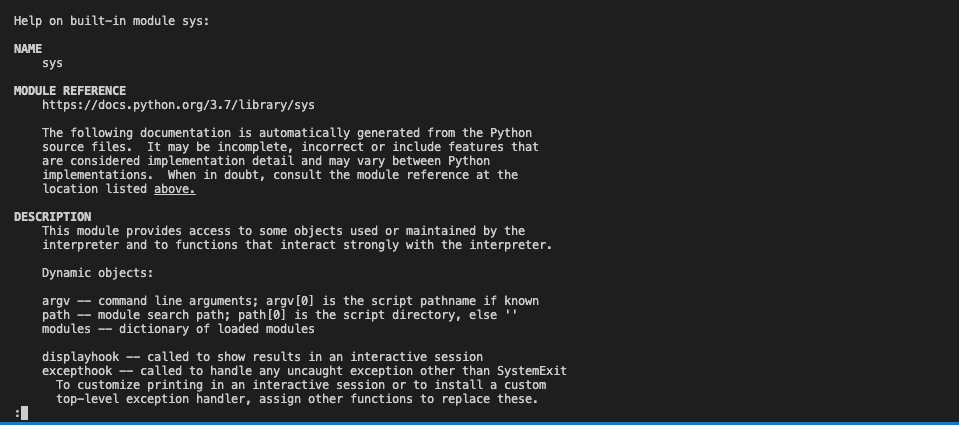 Help on built-in module sys:

NAME
    sys

MODULE REFERENCE
    https://docs.python.org/3.7/library/sys

    The following documentation is automatically generated from the Python
    source files.  It may be incomplete, incorrect or include features that
    are considered implementation detail and may vary between Python
    implementations.  When in doubt, consult the module reference at the
    location listed above.

DESCRIPTION
    This module provides access to some objects used or maintained by the
    interpreter and to functions that interact strongly with the interpreter.

    Dynamic objects:

    argv -- command line arguments; argv[0] is the script pathname if known
    path -- module search path; path[0] is the script directory, else ''
    modules -- dictionary of loaded modules

    displayhook -- called to show results in an interactive session
    excepthook -- called to handle any uncaught exception other than SystemExit
      To customize printing in an interactive session or to install a custom
      top-level exception handler, assign other functions to replace these.
: